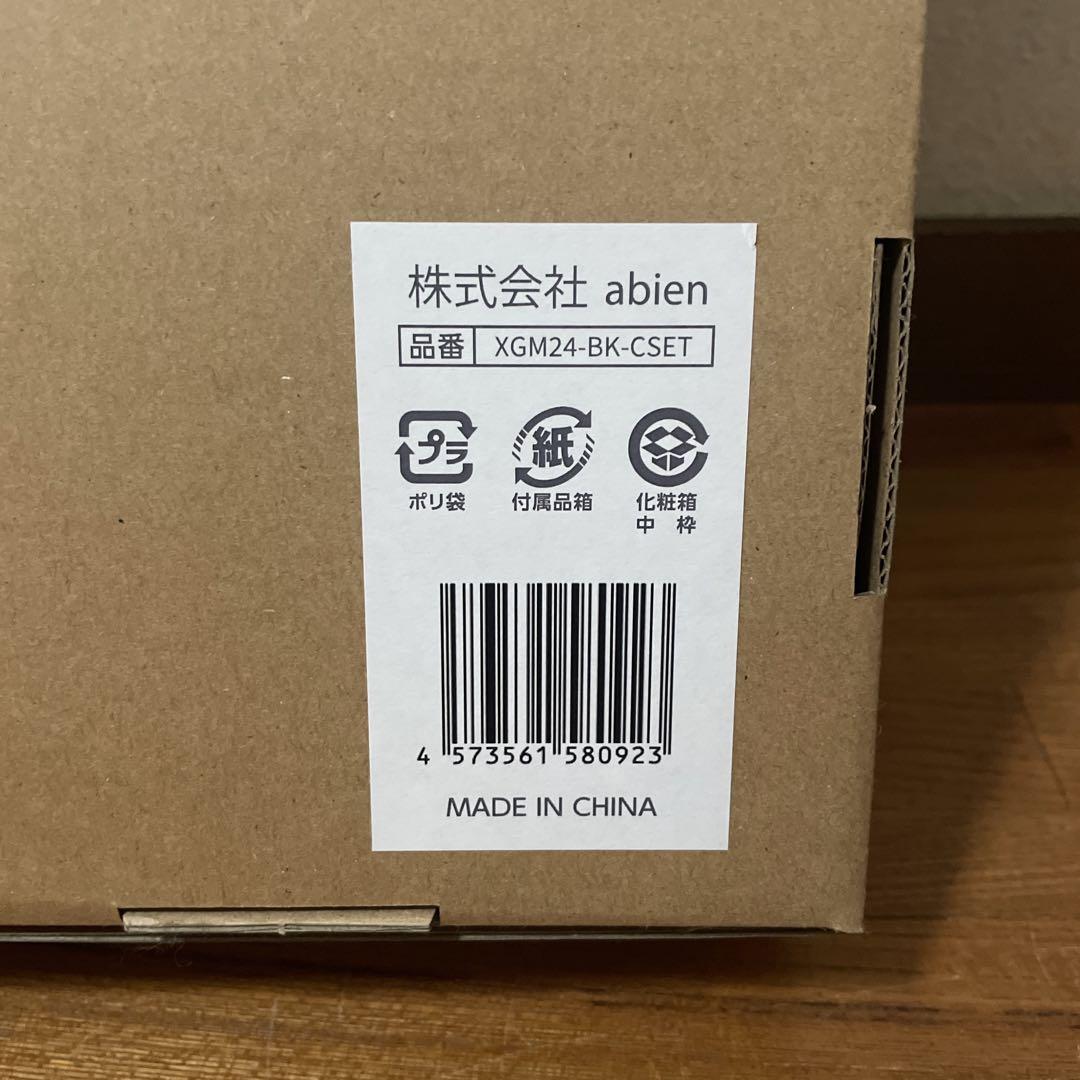 株式会社 abien
品番 XGM24-BK-CSET
プラ 紙
ポリ袋 付属品箱 化粧箱
中 枠
4 573561 580923
MADE IN CHINA